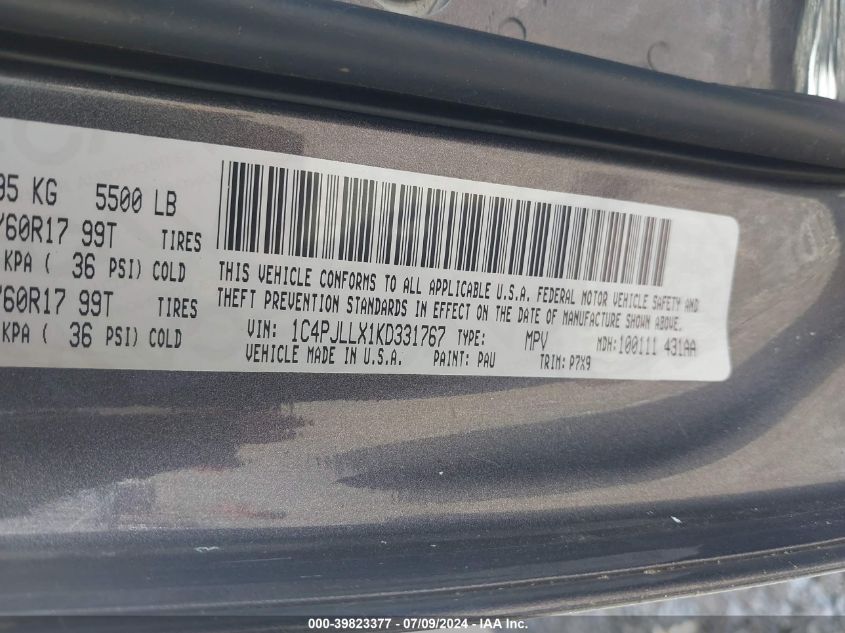 95 KG 5500 LB
/60R17 99T TIRES
KPA ( 36 PSI) COLD
/60R17 99T TIRES
KPA ( 36 PSI) COLD
THIS VEHICLE CONFORMS TO ALL APPLICABLE U.S.A. FEDERAL MOTOR VEHICLE SAFETY AND
THEFT PREVENTION STANDARDS IN EFFECT ON THE DATE OF MANUFACTURE SHOWN ABOVE.
VIN: 1C4PJLLX1KD331767 TYPE: MPV MDH: 100111 431AA
VEHICLE MADE IN U.S.A. PAINT: PAU TRIM: P7X9
000-39823377 - 07/09/2024 - IAA Inc.